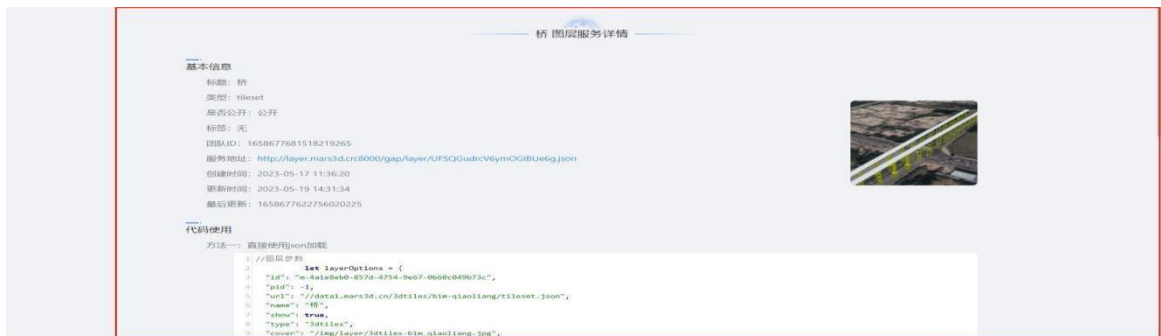 桥 图层服务详情
基本信息
标题： 桥
类型： tileset
是否公开： 公开
标签： 无
团队ID： 1658677681518219265
服务地址： http://layer.mars3d.cn:8000/gap/layer/UFSQGudrcV6ymOGIBUe6g.json
创建时间： 2023-05-17 11:36:20
更新时间： 2023-05-19 14:31:34
最后更新： 1658677622756020225
代码使用
方法一： 直接使用json加载
1 //图层参数
2 let layerOptions = {
3 "id": "m-4a1e8eb0-857d-4754-9e67-0b60c049b73c",
4 "pid": -1,
5 "url": "//data1.mars3d.cn/3dtiles/bim-qiaoliang/tileset.json",
6 "name": "桥",
7 "show": true,
8 "type": "3dtiles",
9 "cover": "/img/layer/3dtiles-bim_qiaoliang.jpg",